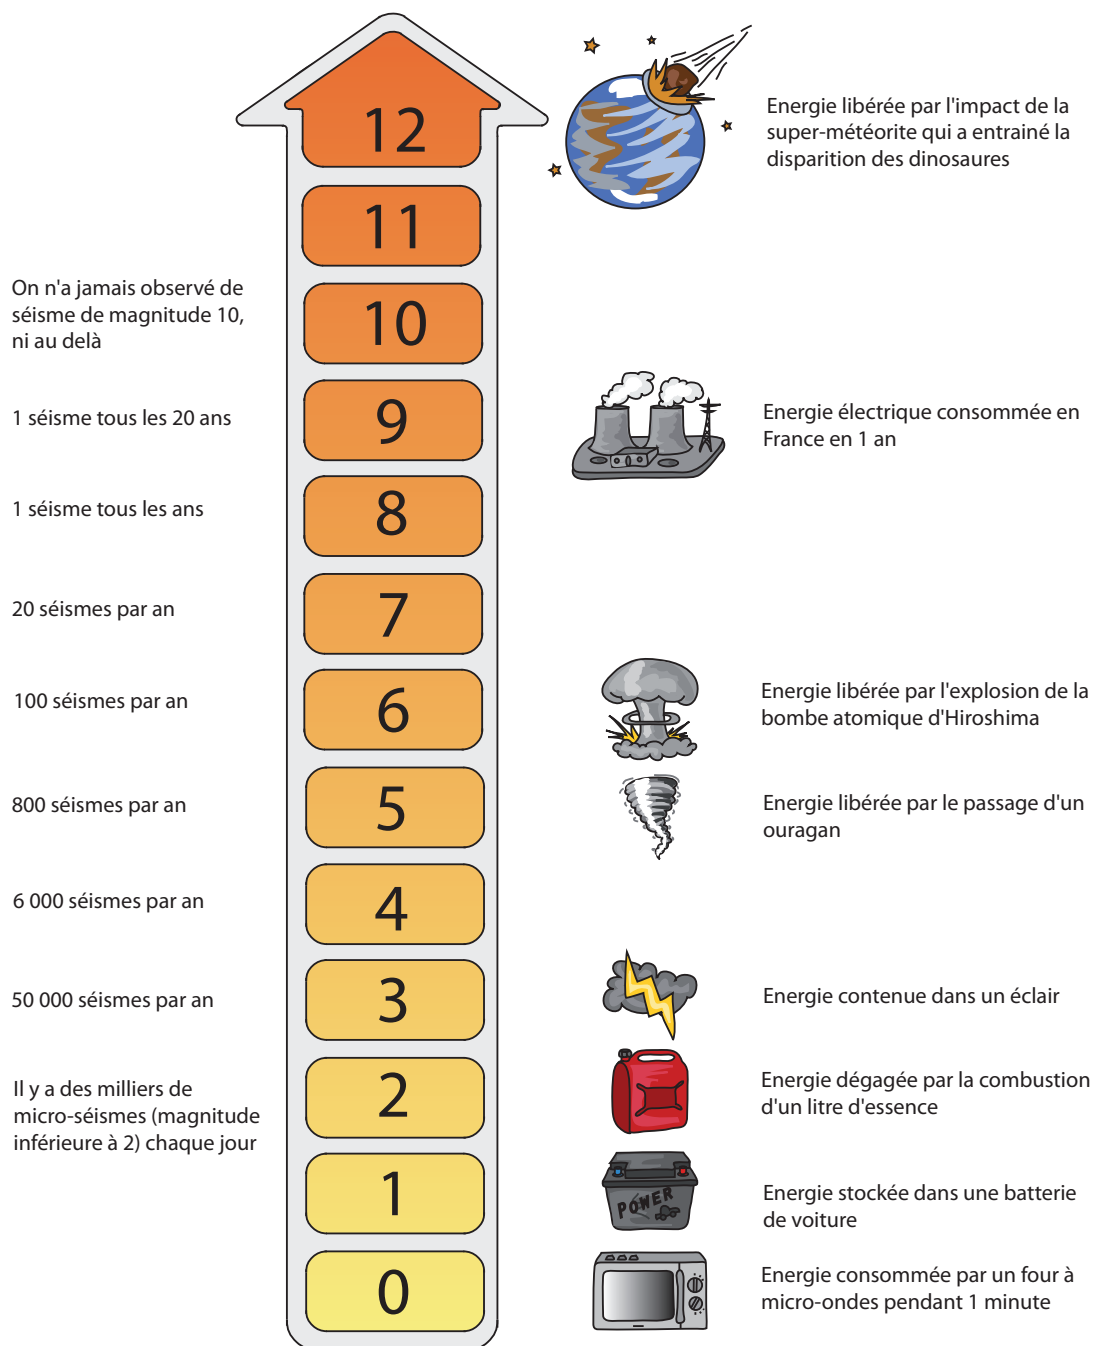 12
Energie libérée par l'impact de la
super-météorite qui a entrainé la
disparition des dinosaures
11
On n'a jamais observé de
séisme de magnitude 10,
ni au delà
10
1 séisme tous les 20 ans
9
Energie électrique consommée en
France en 1 an
1 séisme tous les ans
8
20 séismes par an
7
100 séismes par an
6
Energie libérée par l'explosion de la
bombe atomique d'Hiroshima
800 séismes par an
5
Energie libérée par le passage d'un
ouragan
6 000 séismes par an
4
50 000 séismes par an
3
Energie contenue dans un éclair
Il y a des milliers de
micro-séismes (magnitude
inférieure à 2) chaque jour
2
Energie dégagée par la combustion
d'un litre d'essence
1
POWER
Energie stockée dans une batterie
de voiture
0
Energie consommée par un four à
micro-ondes pendant 1 minute